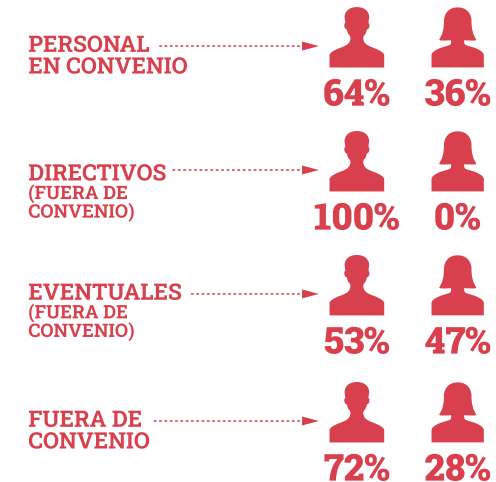 PERSONAL
EN CONVENIO
64% 36%
DIRECTIVOS
(FUERA DE
CONVENIO)
100% 0%
EVENTUALES
(FUERA DE
CONVENIO)
53% 47%
FUERA DE
CONVENIO
72% 28%